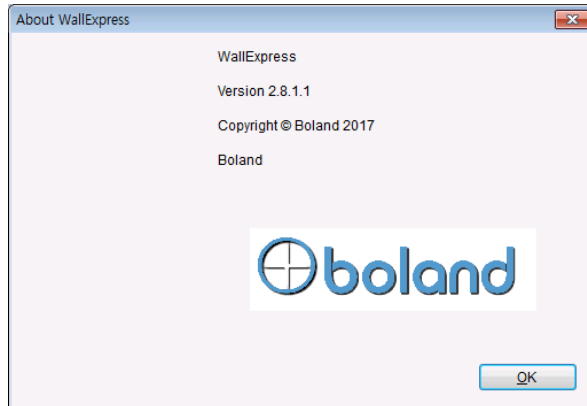 About WallExpress
WallExpress
Version 2.8.1.1
Copyright © Boland 2017
Boland
boland
OK